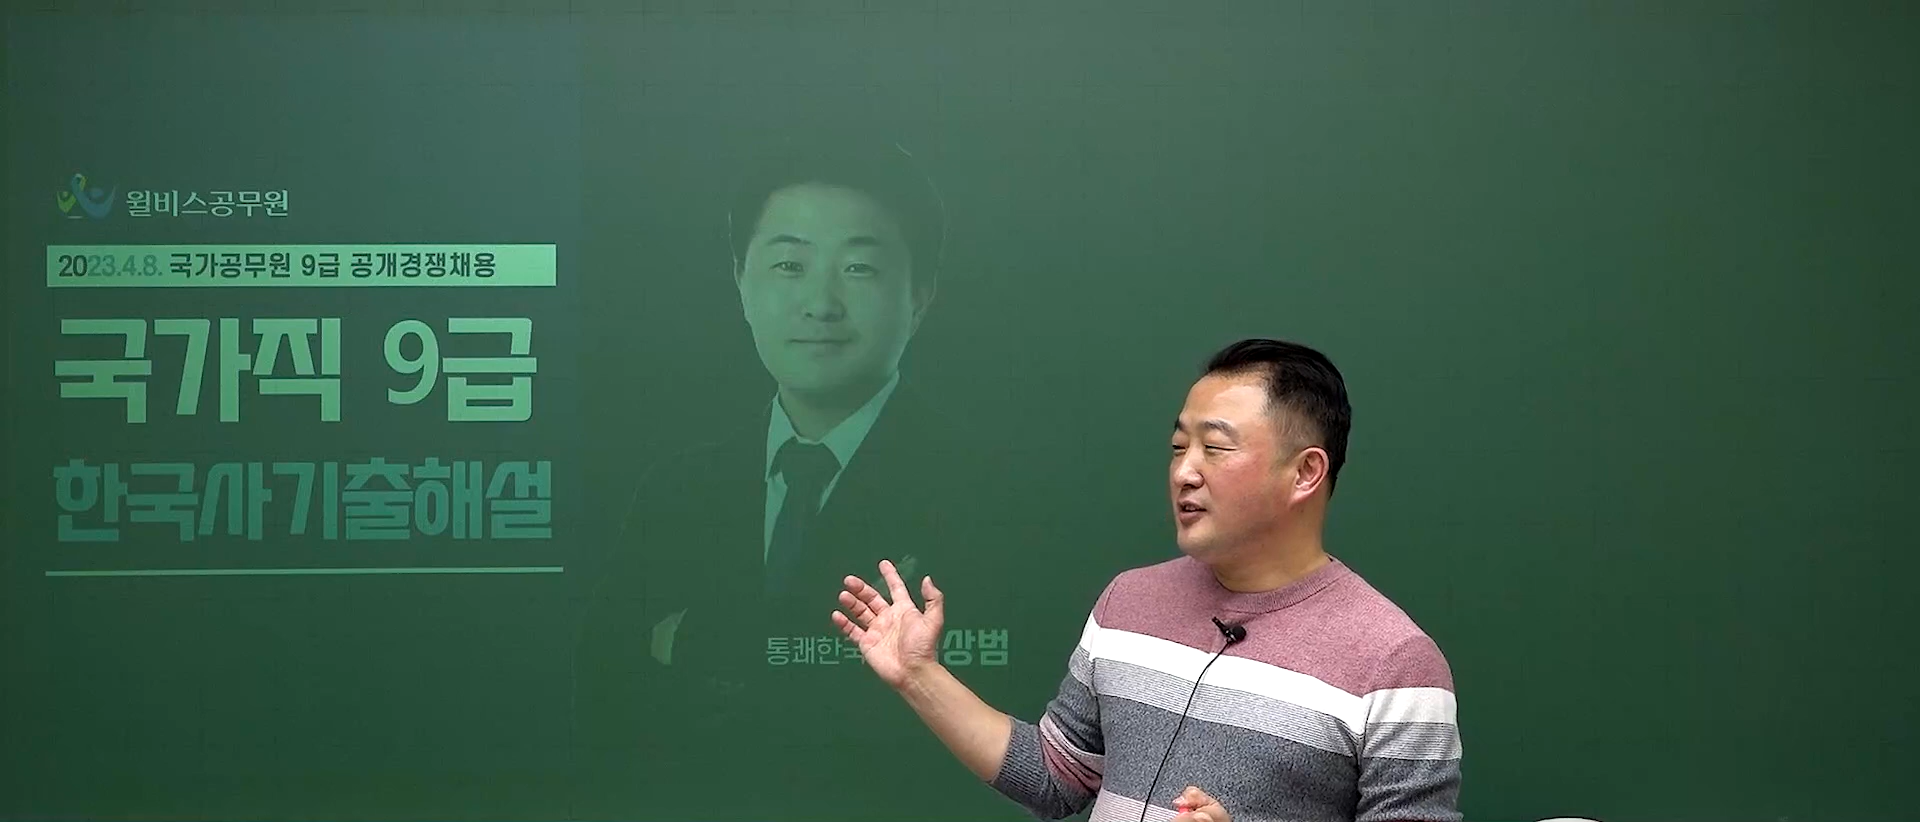 윌비스공무원
2023.4.8. 국가공무원 9급 공개경쟁채용
국가직 9급
한국사기출해설
통쾌한국 상범